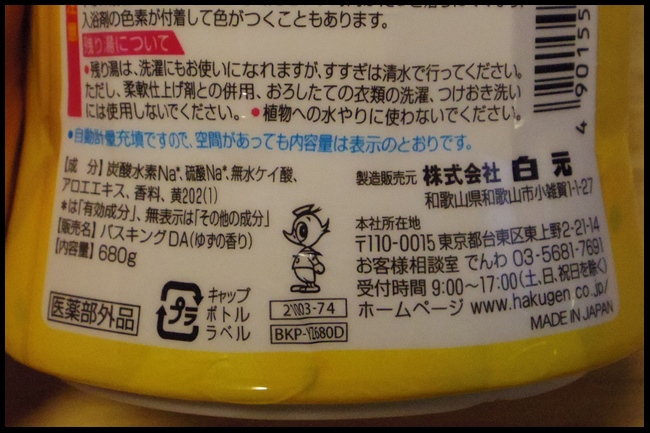 入浴剤の色素が付着して色がつくこともあります。
残り湯について
●残り湯は、洗濯にもお使いになれますが、すすぎは清水で行ってください。
ただし、柔軟仕上げ剤との併用、おろしたての衣類の洗濯、つけおき洗い
には使用しないでください。●植物への水やりに使わないでください。
●自動計量充填ですので、空間があっても内容量は表示のとおりです。
【成 分】炭酸水素Na*、硫酸Na*、無水ケイ酸、
アロエエキス、香料、黄202(1)
*は「有効成分」、無表示は「その他の成分」
【販売名】バスキングDA(ゆずの香り)
【内容量】680g
医薬部外品
プラ
キャップ
ボトル
ラベル
21003-74
BKP-Y2680D
製造販売元 株式会社 白元
和歌山県和歌山市小雑賀1-1-27
本社所在地
〒110-0015 東京都台東区東上野2-21-14
お客様相談室 でんわ 03-5681-7691
受付時間 9:00~17:00(土、日、祝日を除く)
ホームページ www.hakugen.co.jp/
MADE IN JAPAN
4 90155